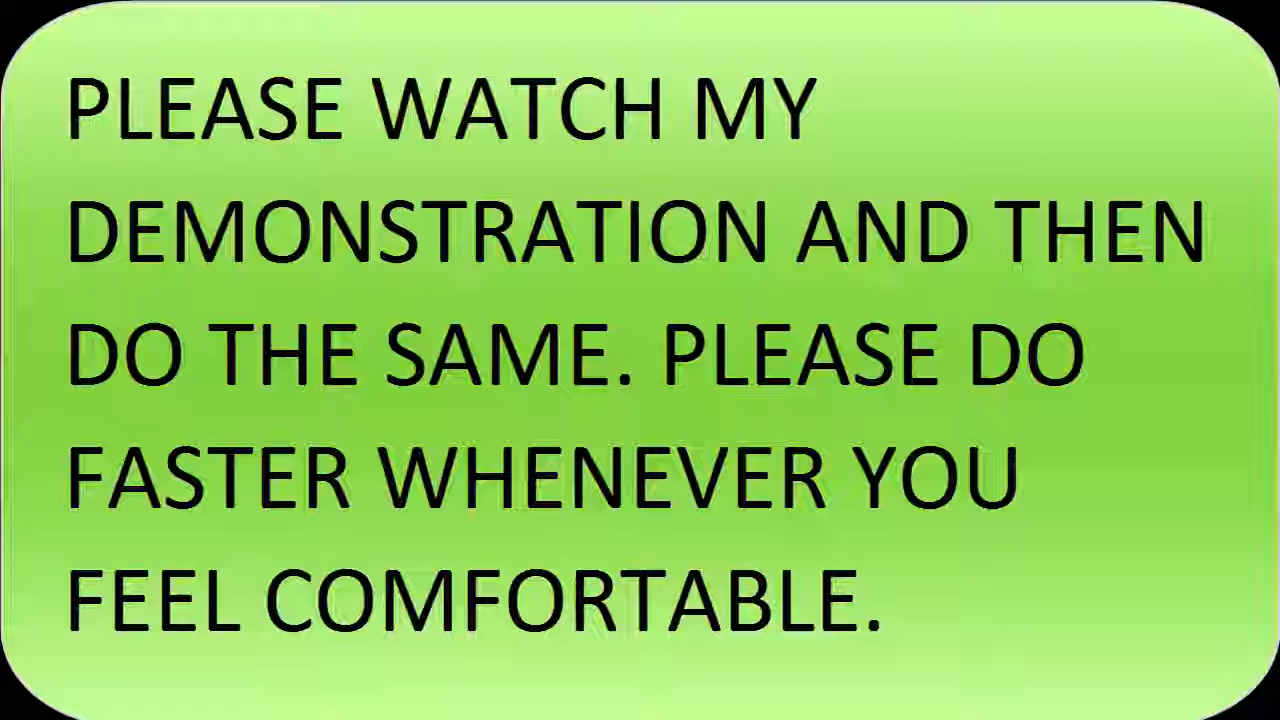 PLEASE WATCH MY
DEMONSTRATION AND THEN
DO THE SAME. PLEASE DO
FASTER WHENEVER YOU
FEEL COMFORTABLE.